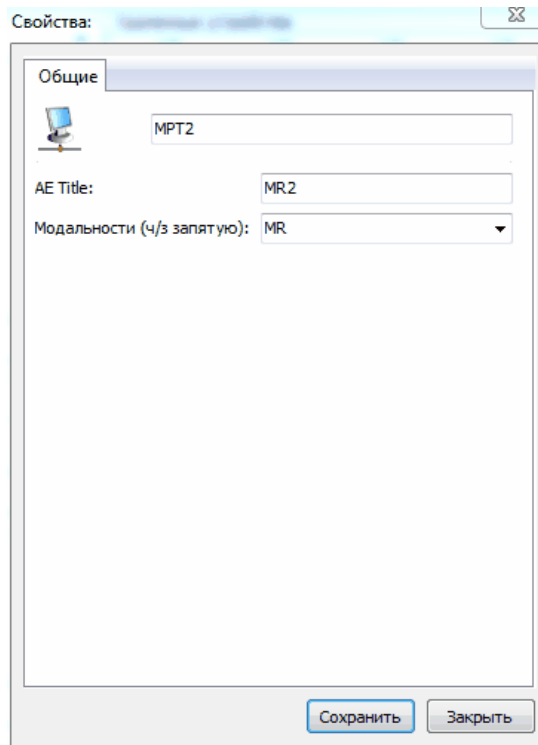 Свойства:
Общие
МРТ2
AE Title:
MR2
Модальности (ч/з запятую):
MR
Сохранить
Закрыть